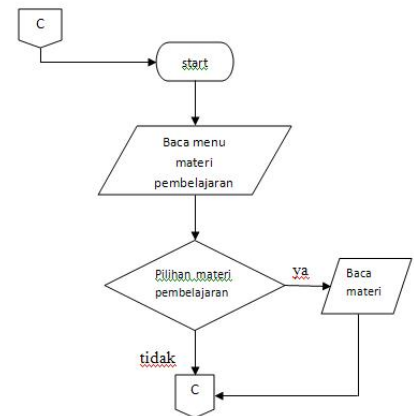 C
start
Baca menu
materi
pembelajaran
Pilihan materi
pembelajaran
ya
Baca
materi
tidak
C